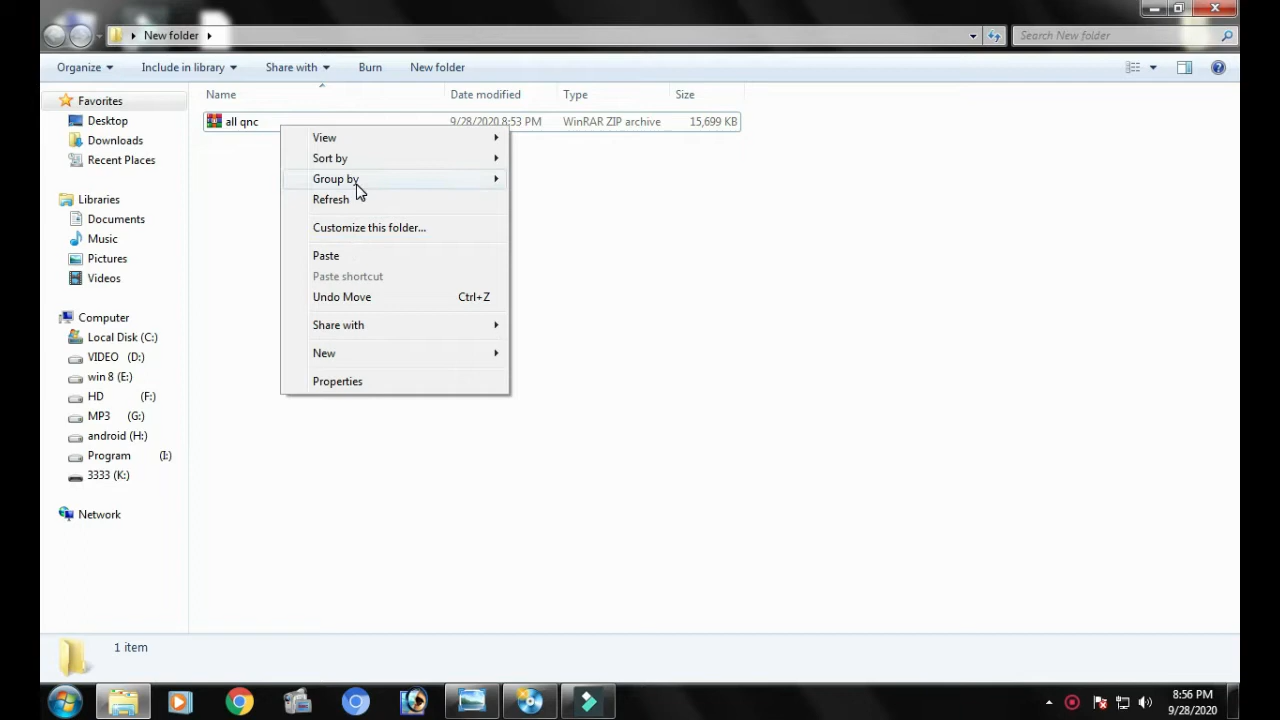 New folder
Search New folder
Organize Include in library Share with Burn New folder
Favorites
Desktop
Downloads
Recent Places
Libraries
Documents
Music
Pictures
Videos
Computer
Local Disk (C:)
VIDEO (D:)
win 8 (E:)
HD (F:)
MP3 (G:)
android (H:)
Program (I:)
3333 (K:)
Network
Name Date modified Type Size
all qnc 9/28/2020 8:53 PM WinRAR ZIP archive 15,699 KB
View
Sort by
Group by
Refresh
Customize this folder...
Paste
Paste shortcut
Undo Move Ctrl+Z
Share with
New
Properties
1 item
8:56 PM
9/28/2020